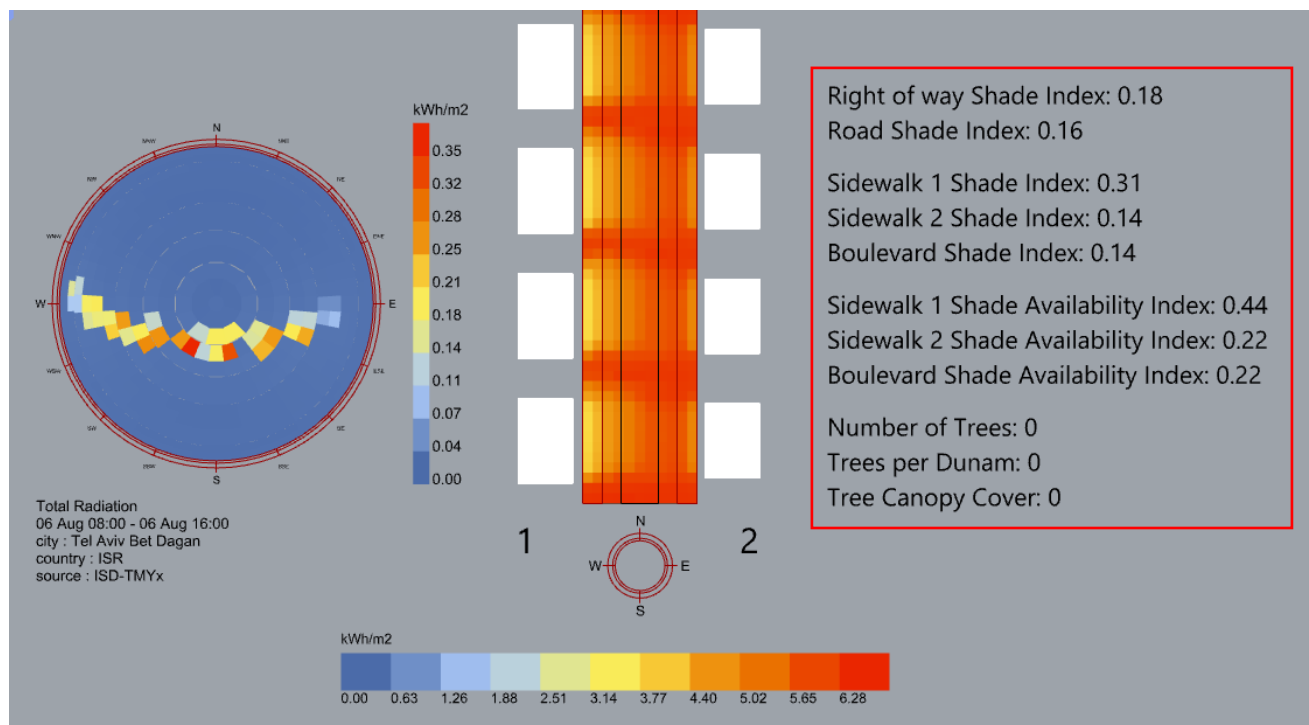 kWh/m2
0.35
0.32
0.28
0.25
0.21
0.18
0.14
0.11
0.07
0.04
0.00
N
W
E
S
Total Radiation
06 Aug 08:00 - 06 Aug 16:00
city : Tel Aviv Bet Dagan
country : ISR
source : ISD-TMYx
1
2
N
W
E
S
Right of way Shade Index: 0.18
Road Shade Index: 0.16
Sidewalk 1 Shade Index: 0.31
Sidewalk 2 Shade Index: 0.14
Boulevard Shade Index: 0.14
Sidewalk 1 Shade Availability Index: 0.44
Sidewalk 2 Shade Availability Index: 0.22
Boulevard Shade Availability Index: 0.22
Number of Trees: 0
Trees per Dunam: 0
Tree Canopy Cover: 0
kWh/m2
0.00 0.63 1.26 1.88 2.51 3.14 3.77 4.40 5.02 5.65 6.28